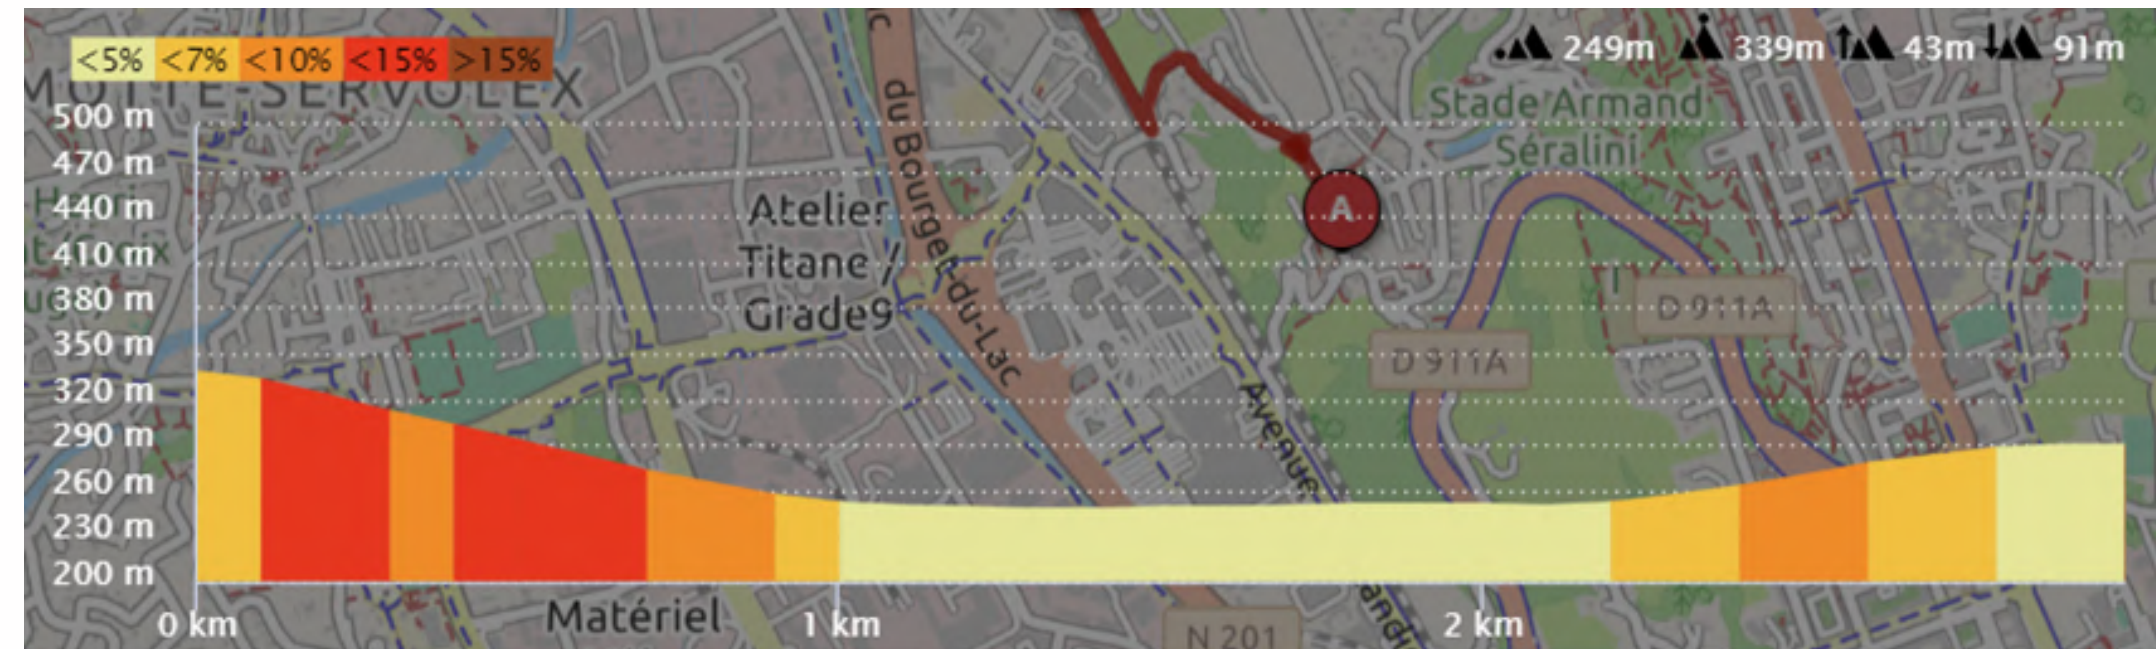 <5% <7% <10% <15% >15%
249m 339m 43m 91m
MOTTE-SERVOLEX
500 m
470 m
440 m
410 m
380 m
350 m
320 m
290 m
260 m
230 m
200 m
du Bourget-du-Lac
Atelier
Titane /
Grade9
A
Stade Armand
Séralini
D 911A
D 911A
Avenue
0 km
1 km
2 km
Matériel
N 201